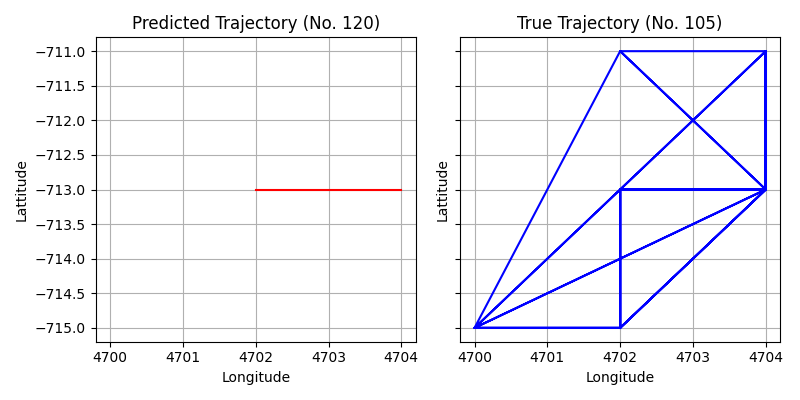 Predicted Trajectory (No. 120)
True Trajectory (No. 105)
−711.0
−711.5
−712.0
−712.5
−713.0
−713.5
−714.0
−714.5
−715.0
Lattitude
Lattitude
4700 4701 4702 4703 4704
4700 4701 4702 4703 4704
Longitude
Longitude